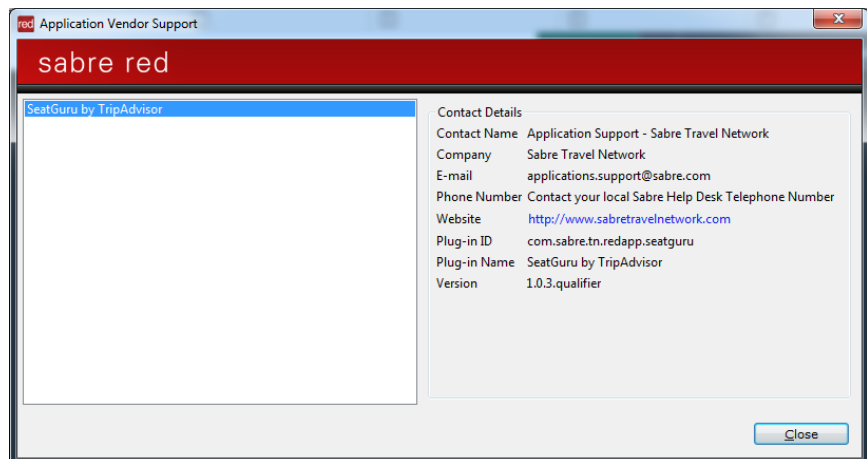 red Application Vendor Support
sabre red
SeatGuru by TripAdvisor
Contact Details
Contact Name Application Support - Sabre Travel Network
Company Sabre Travel Network
E-mail applications.support@sabre.com
Phone Number Contact your local Sabre Help Desk Telephone Number
Website http://www.sabretravelnetwork.com
Plug-in ID com.sabre.tn.redapp.seatguru
Plug-in Name SeatGuru by TripAdvisor
Version 1.0.3.qualifier
Close